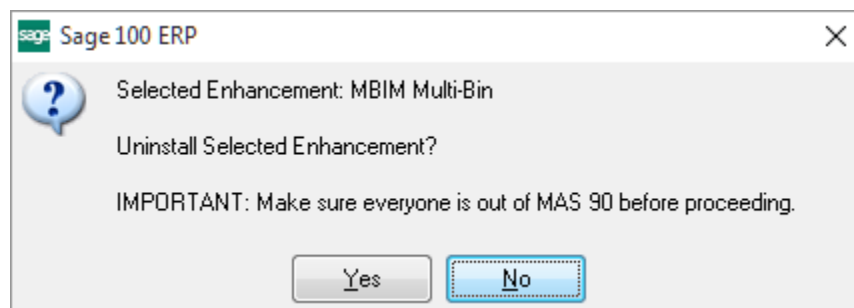 sage Sage 100 ERP
Selected Enhancement: MBIM Multi-Bin
Uninstall Selected Enhancement?
IMPORTANT: Make sure everyone is out of MAS 90 before proceeding.
Yes No